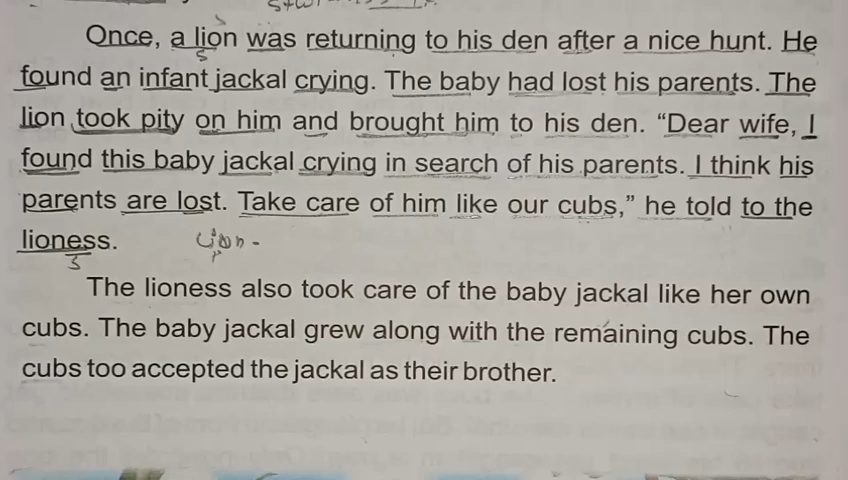 Once, a lion was returning to his den after a nice hunt. He
found an infant jackal crying. The baby had lost his parents. The
lion took pity on him and brought him to his den. “Dear wife, I
found this baby jackal crying in search of his parents. I think his
parents are lost. Take care of him like our cubs,” he told to the
lioness.
The lioness also took care of the baby jackal like her own
cubs. The baby jackal grew along with the remaining cubs. The
cubs too accepted the jackal as their brother.